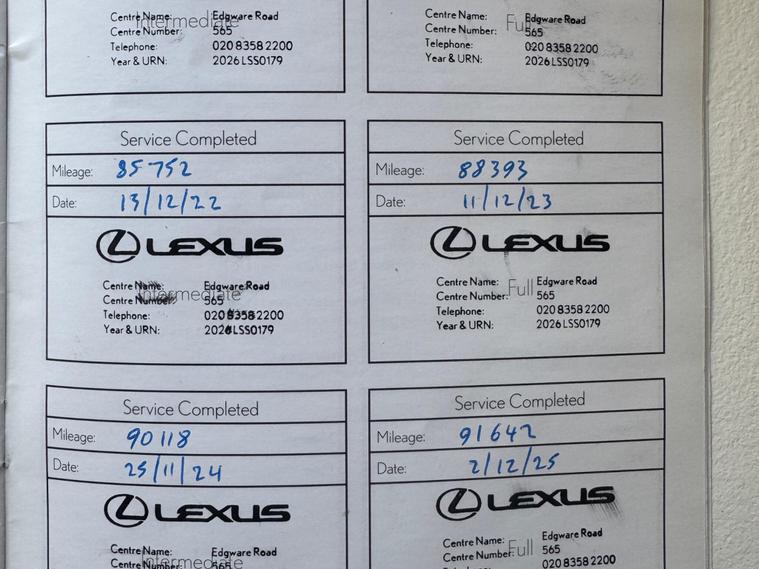 Intermediate
Centre Name: Edgware Road
Centre Number: 565
Telephone: 020 8358 2200
Year & URN: 2026 LSS0179
Full
Centre Name: Edgware Road
Centre Number: 565
Telephone: 020 8358 2200
Year & URN: 2026 LSS0179
Service Completed
Mileage: 85752
Date: 13/12/22
LEXUS
Intermediate
Centre Name: Edgware Road
Centre Number: 565
Telephone: 020 8358 2200
Year & URN: 2026 LSS0179
Service Completed
Mileage: 88393
Date: 11/12/23
LEXUS
Full
Centre Name: Edgware Road
Centre Number: 565
Telephone: 020 8358 2200
Year & URN: 2026 LSS0179
Service Completed
Mileage: 90118
Date: 25/11/24
LEXUS
Centre Name: Edgware Road
Intermediate
Centre Number: 565
Service Completed
Mileage: 91642
Date: 2/12/25
LEXUS
Full
Centre Name: Edgware Road
Centre Number: 565
020 8358 2200